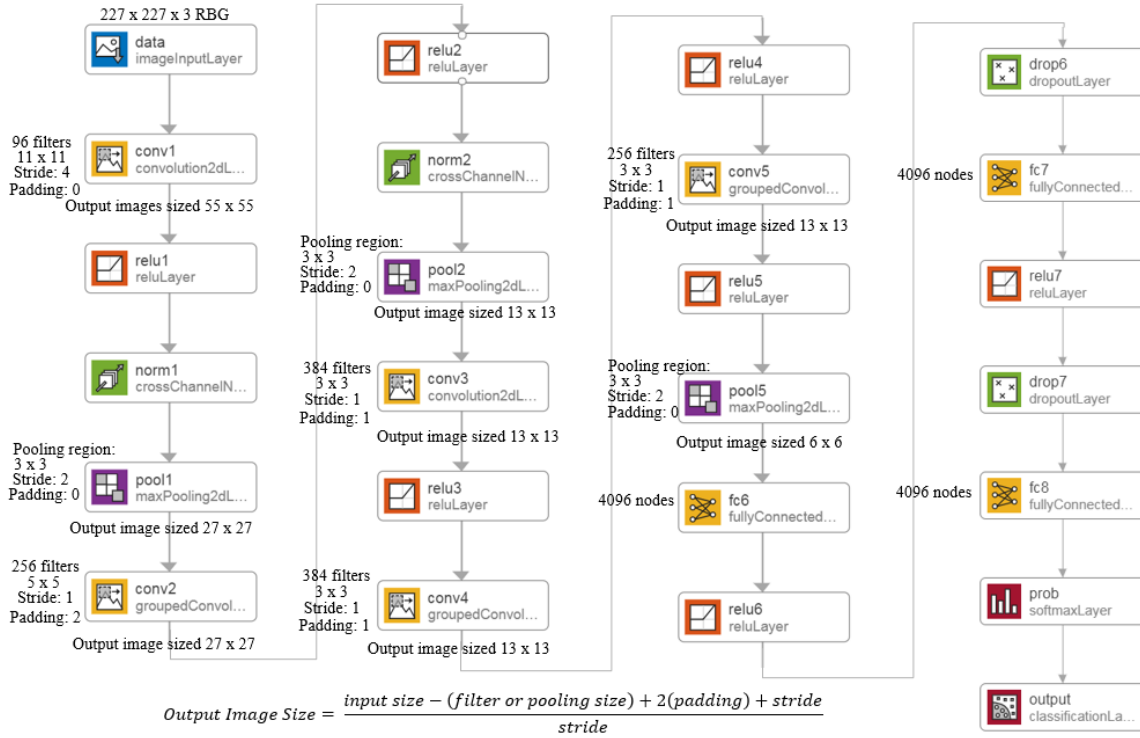 227 x 227 x 3 RBG
data
imageInputLayer
96 filters
11 x 11
Stride: 4
Padding: 0
conv1
convolution2dL...
Output images sized 55 x 55
relu1
reluLayer
norm1
crossChannelN...
Pooling region:
3 x 3
Stride: 2
Padding: 0
pool1
maxPooling2dL...
Output image sized 27 x 27
256 filters
5 x 5
Stride: 1
Padding: 2
conv2
groupedConvol...
Output image sized 27 x 27
relu2
reluLayer
norm2
crossChannelN...
Pooling region:
3 x 3
Stride: 2
Padding: 0
pool2
maxPooling2dL...
Output image sized 13 x 13
384 filters
3 x 3
Stride: 1
Padding: 1
conv3
convolution2dL...
Output image sized 13 x 13
relu3
reluLayer
384 filters
3 x 3
Stride: 1
Padding: 1
conv4
groupedConvol...
Output image sized 13 x 13
relu4
reluLayer
256 filters
3 x 3
Stride: 1
Padding: 1
conv5
groupedConvol...
Output image sized 13 x 13
relu5
reluLayer
Pooling region:
3 x 3
Stride: 2
Padding: 0
pool5
maxPooling2dL...
Output image sized 6 x 6
4096 nodes
fc6
fullyConnected...
relu6
reluLayer
drop6
dropoutLayer
4096 nodes
fc7
fullyConnected...
relu7
reluLayer
drop7
dropoutLayer
4096 nodes
fc8
fullyConnected...
prob
softmaxLayer
output
classificationLa...
Output Image Size = (input size − (filter or pooling size) + 2(padding) + stride) / stride